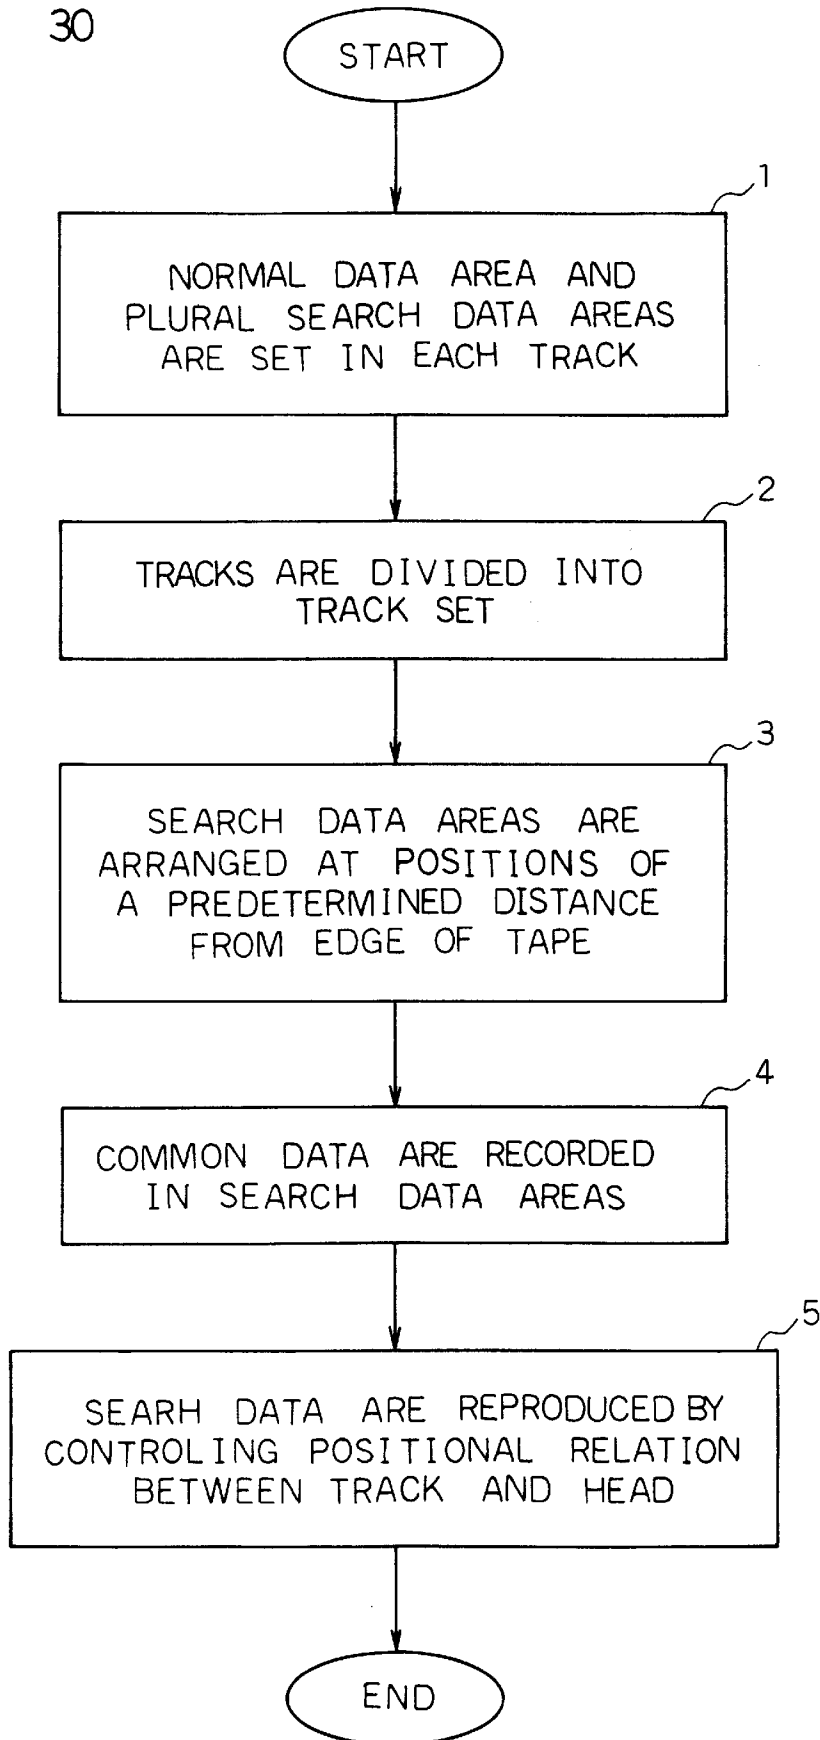 30
START
1
NORMAL DATA AREA AND
PLURAL SEARCH DATA AREAS
ARE SET IN EACH TRACK
2
TRACKS ARE DIVIDED INTO
TRACK SET
3
SEARCH DATA AREAS ARE
ARRANGED AT POSITIONS OF
A PREDETERMINED DISTANCE
FROM EDGE OF TAPE
4
COMMON DATA ARE RECORDED
IN SEARCH DATA AREAS
5
SEARH DATA ARE REPRODUCED BY
CONTROLING POSITIONAL RELATION
BETWEEN TRACK AND HEAD
END